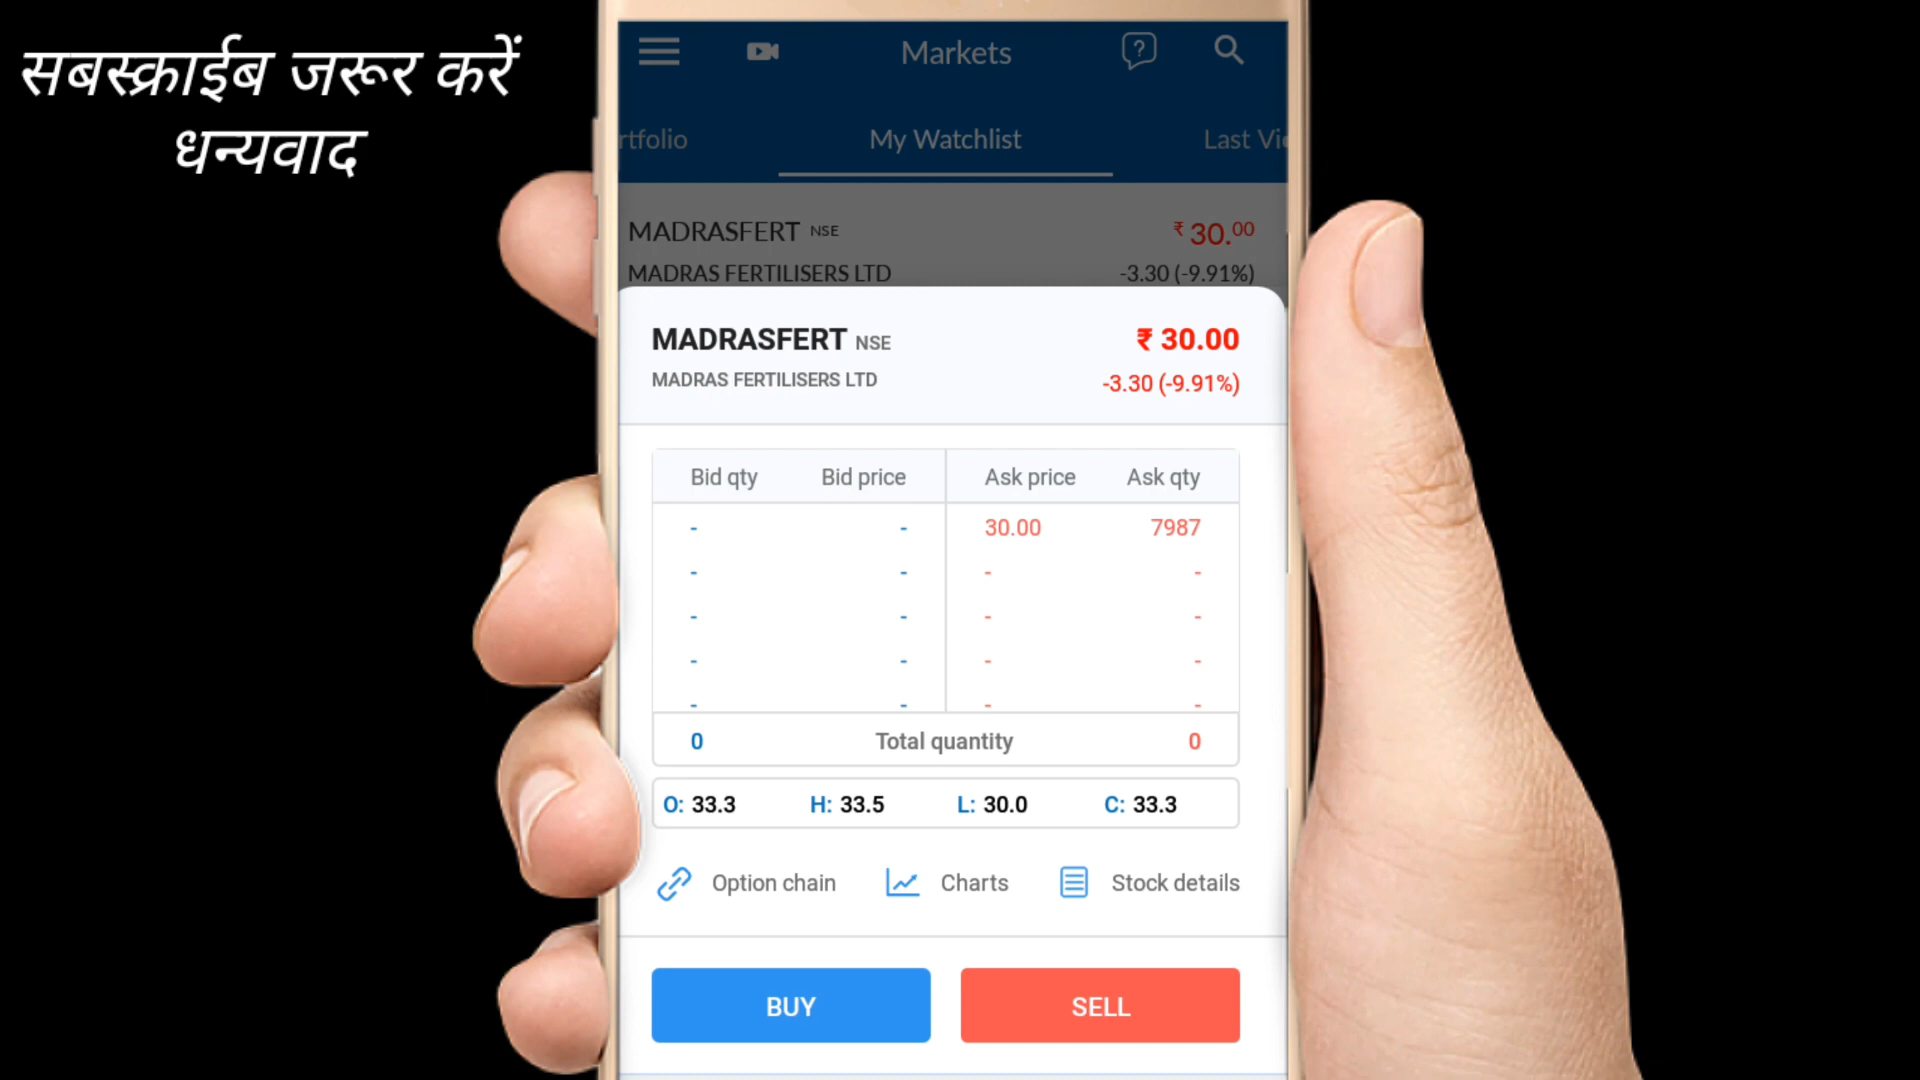 सबस्क्राईब जरूर करें
धन्यवाद
Markets
rtfolio My Watchlist Last Vi
MADRASFERT NSE ₹ 30.00
MADRAS FERTILISERS LTD -3.30 (-9.91%)
MADRASFERT NSE ₹ 30.00
MADRAS FERTILISERS LTD -3.30 (-9.91%)
Bid qty Bid price Ask price Ask qty
- - 30.00 7987
- - - -
- - - -
- - - -
- - - -
0 Total quantity 0
O: 33.3 H: 33.5 L: 30.0 C: 33.3
Option chain Charts Stock details
BUY SELL